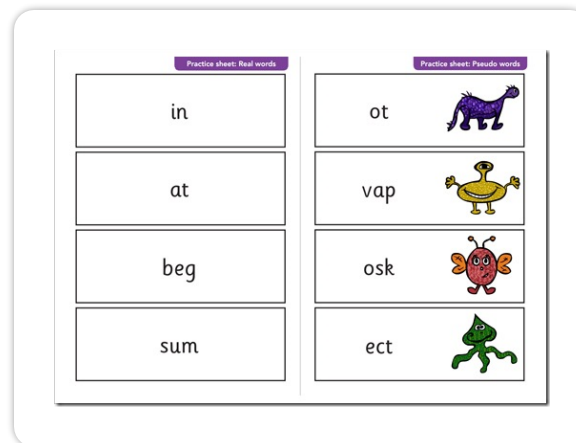 Practice sheet: Real words
in
at
beg
sum
Practice sheet: Pseudo words
ot
vap
osk
ect